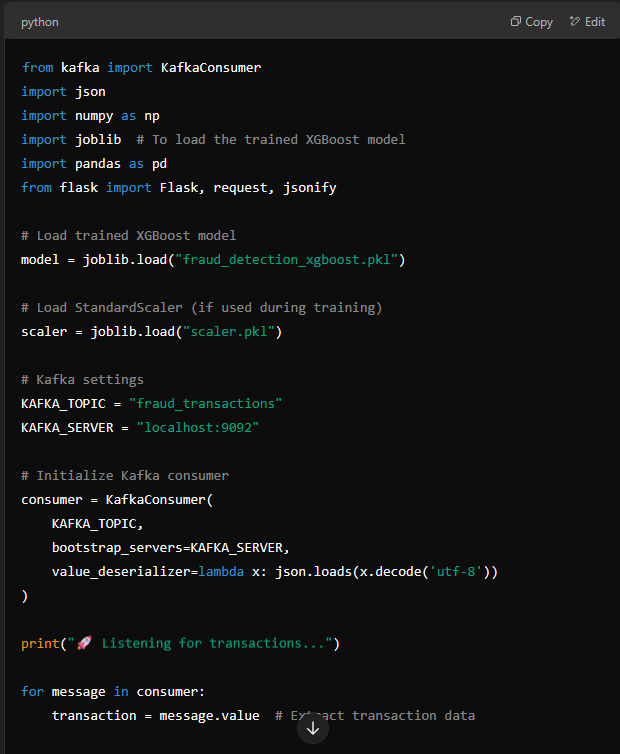 python
Copy
Edit
from kafka import KafkaConsumer
import json
import numpy as np
import joblib  # To load the trained XGBoost model
import pandas as pd
from flask import Flask, request, jsonify
# Load trained XGBoost model
model = joblib.load("fraud_detection_xgboost.pkl")
# Load StandardScaler (if used during training)
scaler = joblib.load("scaler.pkl")
# Kafka settings
KAFKA_TOPIC = "fraud_transactions"
KAFKA_SERVER = "localhost:9092"
# Initialize Kafka consumer
consumer = KafkaConsumer(
    KAFKA_TOPIC,
    bootstrap_servers=KAFKA_SERVER,
    value_deserializer=lambda x: json.loads(x.decode('utf-8'))
)
print("🚀 Listening for transactions...")
for message in consumer:
    transaction = message.value  # Extract transaction data